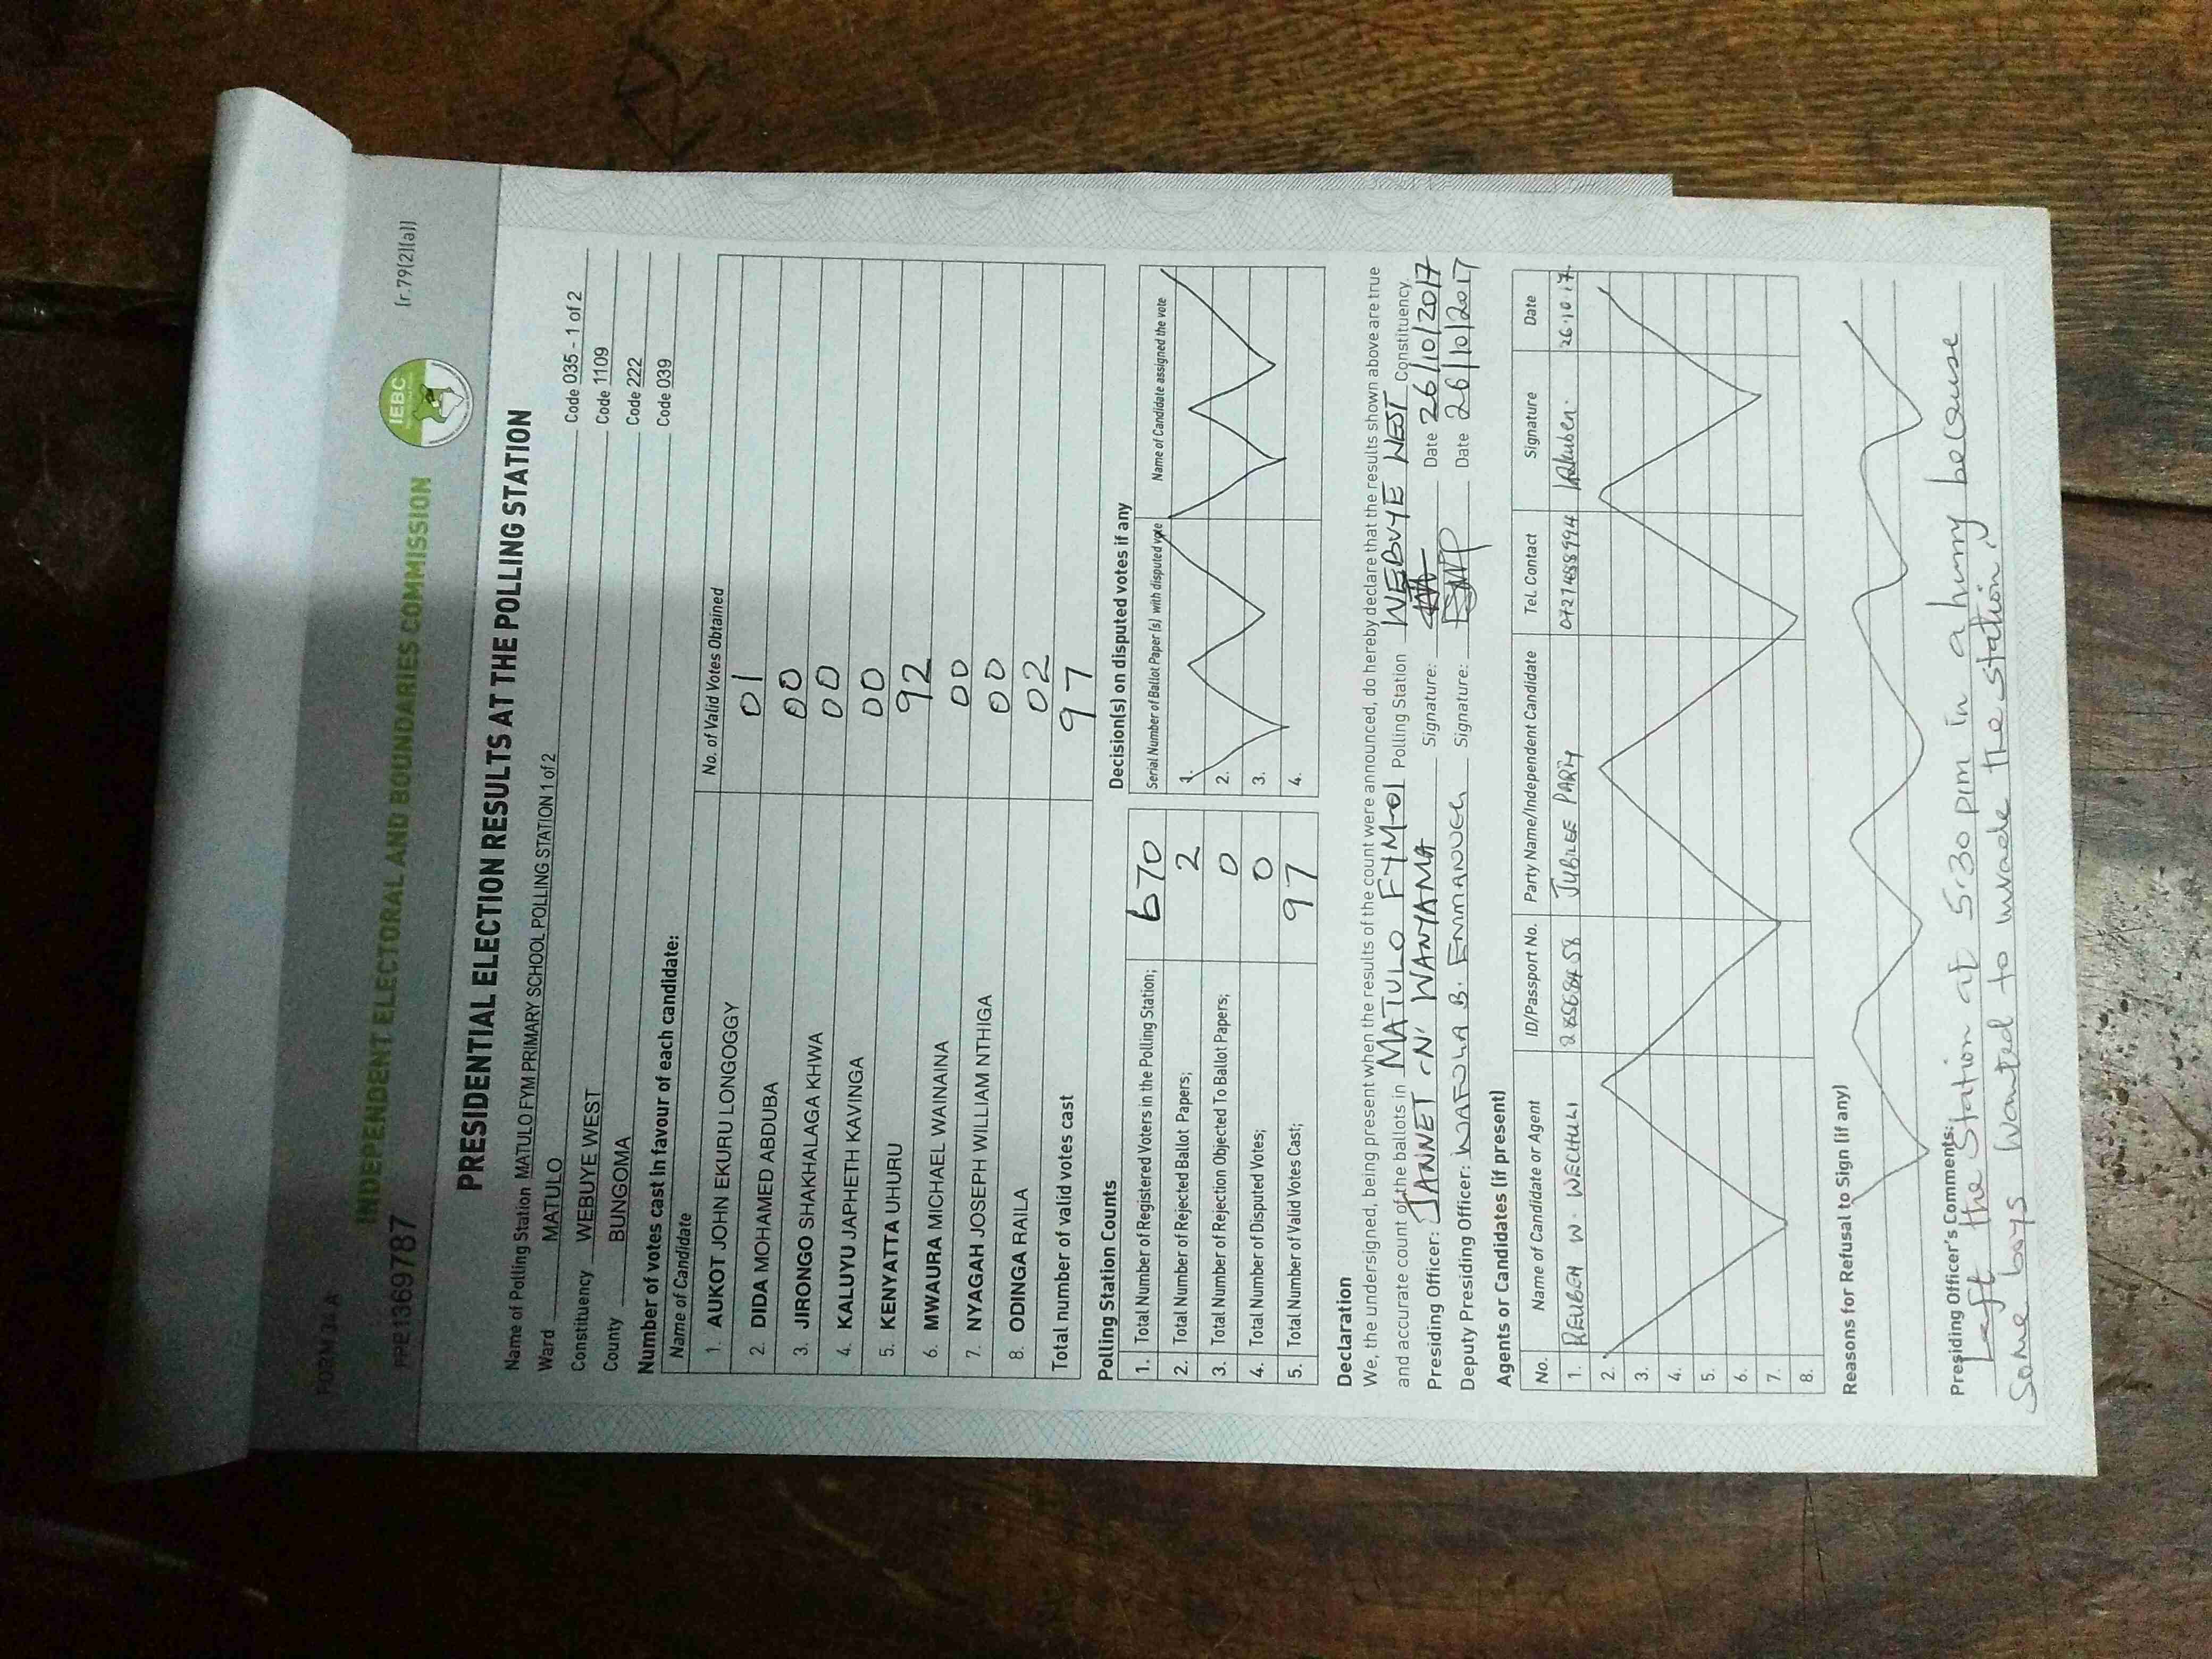 FORM 34 A
PRE1369787
INDEPENDENT ELECTORAL AND BOUNDARIES COMMISSION
IEBC
(r.79(2)(a))
PRESIDENTIAL ELECTION RESULTS AT THE POLLING STATION
Name of Polling Station MATULO FYM PRIMARY SCHOOL POLLING STATION 1 of 2 Code 035 - 1 of 2
Ward MATULO Code 1109
Constituency WEBUYE WEST Code 222
County BUNGOMA Code 039
Number of votes cast in favour of each candidate:
Name of Candidate No. of Valid Votes Obtained
1. AUKOT JOHN EKURU LONGOGGY 01
2. DIDA MOHAMED ABDUBA 00
3. JIRONGO SHAKHALAGA KHWA 00
4. KALUYU JAPHETH KAVINGA 00
5. KENYATTA UHURU 92
6. MWAURA MICHAEL WAINAINA 00
7. NYAGAH JOSEPH WILLIAM NTHIGA 00
8. ODINGA RAILA 02
Total number of valid votes cast 97
Polling Station Counts
1. Total Number of Registered Voters in the Polling Station; 670
2. Total Number of Rejected Ballot Papers; 2
3. Total Number of Rejection Objected To Ballot Papers; 0
4. Total Number of Disputed Votes; 0
5. Total Number of Valid Votes Cast; 97
Decision(s) on disputed votes if any
Serial Number of Ballot Paper (s) with disputed vote Name of Candidate assigned the vote
1.
2.
3.
4.
Declaration
We, the undersigned, being present when the results of the count were announced, do hereby declare that the results shown above are true
and accurate count of the ballots in MATULO FYM-01 Polling Station WEBUYE WEST Constituency.
Presiding Officer: JANNET N' WANYAMA Signature: Date 26/10/2017
Deputy Presiding Officer: WAFULA B. EMMANUEL Signature: Date 26/10/2017
Agents or Candidates (if present)
No. Name of Candidate or Agent ID/Passport No. Party Name/Independent Candidate Tel. Contact Signature Date
1. REUBEN W. WECHULI JUBILEE PARTY 26.10.17.
2.
3.
4.
5.
6.
7.
8.
Reasons for Refusal to Sign (if any)
Presiding Officer's Comments:
Left the Station at 5:30 pm in a hurry because
some boys wanted to invade the station